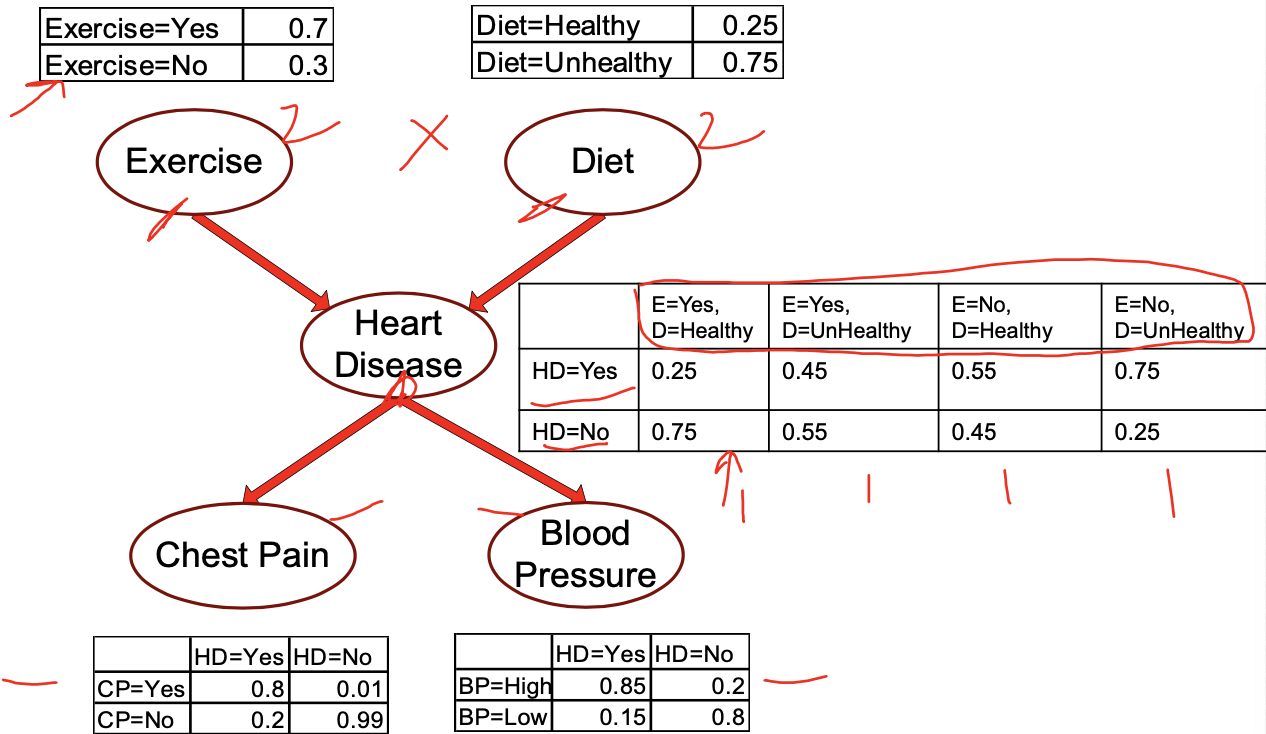 Exercise=Yes 0.7
Exercise=No 0.3
Diet=Healthy 0.25
Diet=Unhealthy 0.75
Exercise
Diet
Heart
Disease
E=Yes, E=Yes, E=No, E=No,
D=Healthy D=UnHealthy D=Healthy D=UnHealthy
HD=Yes 0.25 0.45 0.55 0.75
HD=No 0.75 0.55 0.45 0.25
Chest Pain
Blood
Pressure
HD=Yes HD=No
CP=Yes 0.8 0.01
CP=No 0.2 0.99
HD=Yes HD=No
BP=High 0.85 0.2
BP=Low 0.15 0.8